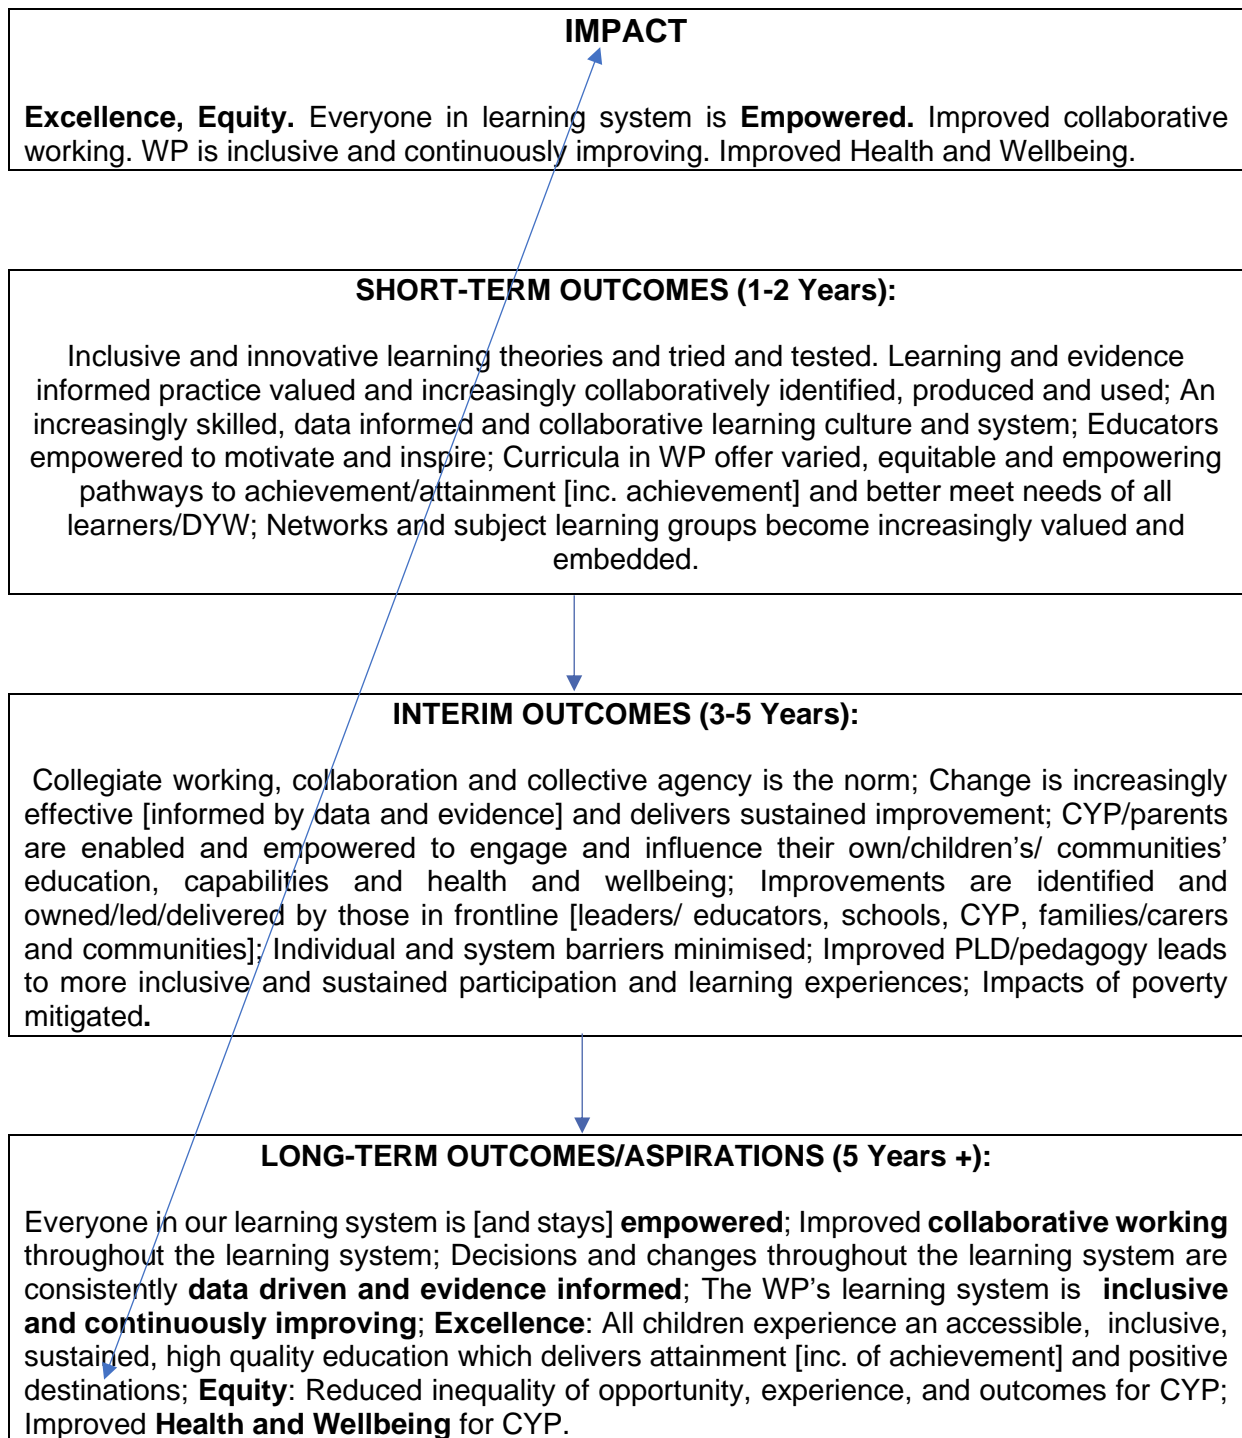 IMPACT
Excellence, Equity. Everyone in learning system is Empowered. Improved collaborative
working. WP is inclusive and continuously improving. Improved Health and Wellbeing.
SHORT-TERM OUTCOMES (1-2 Years):
Inclusive and innovative learning theories and tried and tested. Learning and evidence
informed practice valued and increasingly collaboratively identified, produced and used; An
increasingly skilled, data informed and collaborative learning culture and system; Educators
empowered to motivate and inspire; Curricula in WP offer varied, equitable and empowering
pathways to achievement/attainment [inc. achievement] and better meet needs of all
learners/DYW; Networks and subject learning groups become increasingly valued and
embedded.
INTERIM OUTCOMES (3-5 Years):
Collegiate working, collaboration and collective agency is the norm; Change is increasingly
effective [informed by data and evidence] and delivers sustained improvement; CYP/parents
are enabled and empowered to engage and influence their own/children's/ communities'
education, capabilities and health and wellbeing; Improvements are identified and
owned/led/delivered by those in frontline [leaders/ educators, schools, CYP, families/carers
and communities]; Individual and system barriers minimised; Improved PLD/pedagogy leads
to more inclusive and sustained participation and learning experiences; Impacts of poverty
mitigated.
LONG-TERM OUTCOMES/ASPIRATIONS (5 Years +):
Everyone in our learning system is [and stays] empowered; Improved collaborative working
throughout the learning system; Decisions and changes throughout the learning system are
consistently data driven and evidence informed; The WP's learning system is inclusive
and continuously improving; Excellence: All children experience an accessible, inclusive,
sustained, high quality education which delivers attainment [inc. of achievement] and positive
destinations; Equity: Reduced inequality of opportunity, experience, and outcomes for CYP;
Improved Health and Wellbeing for CYP.